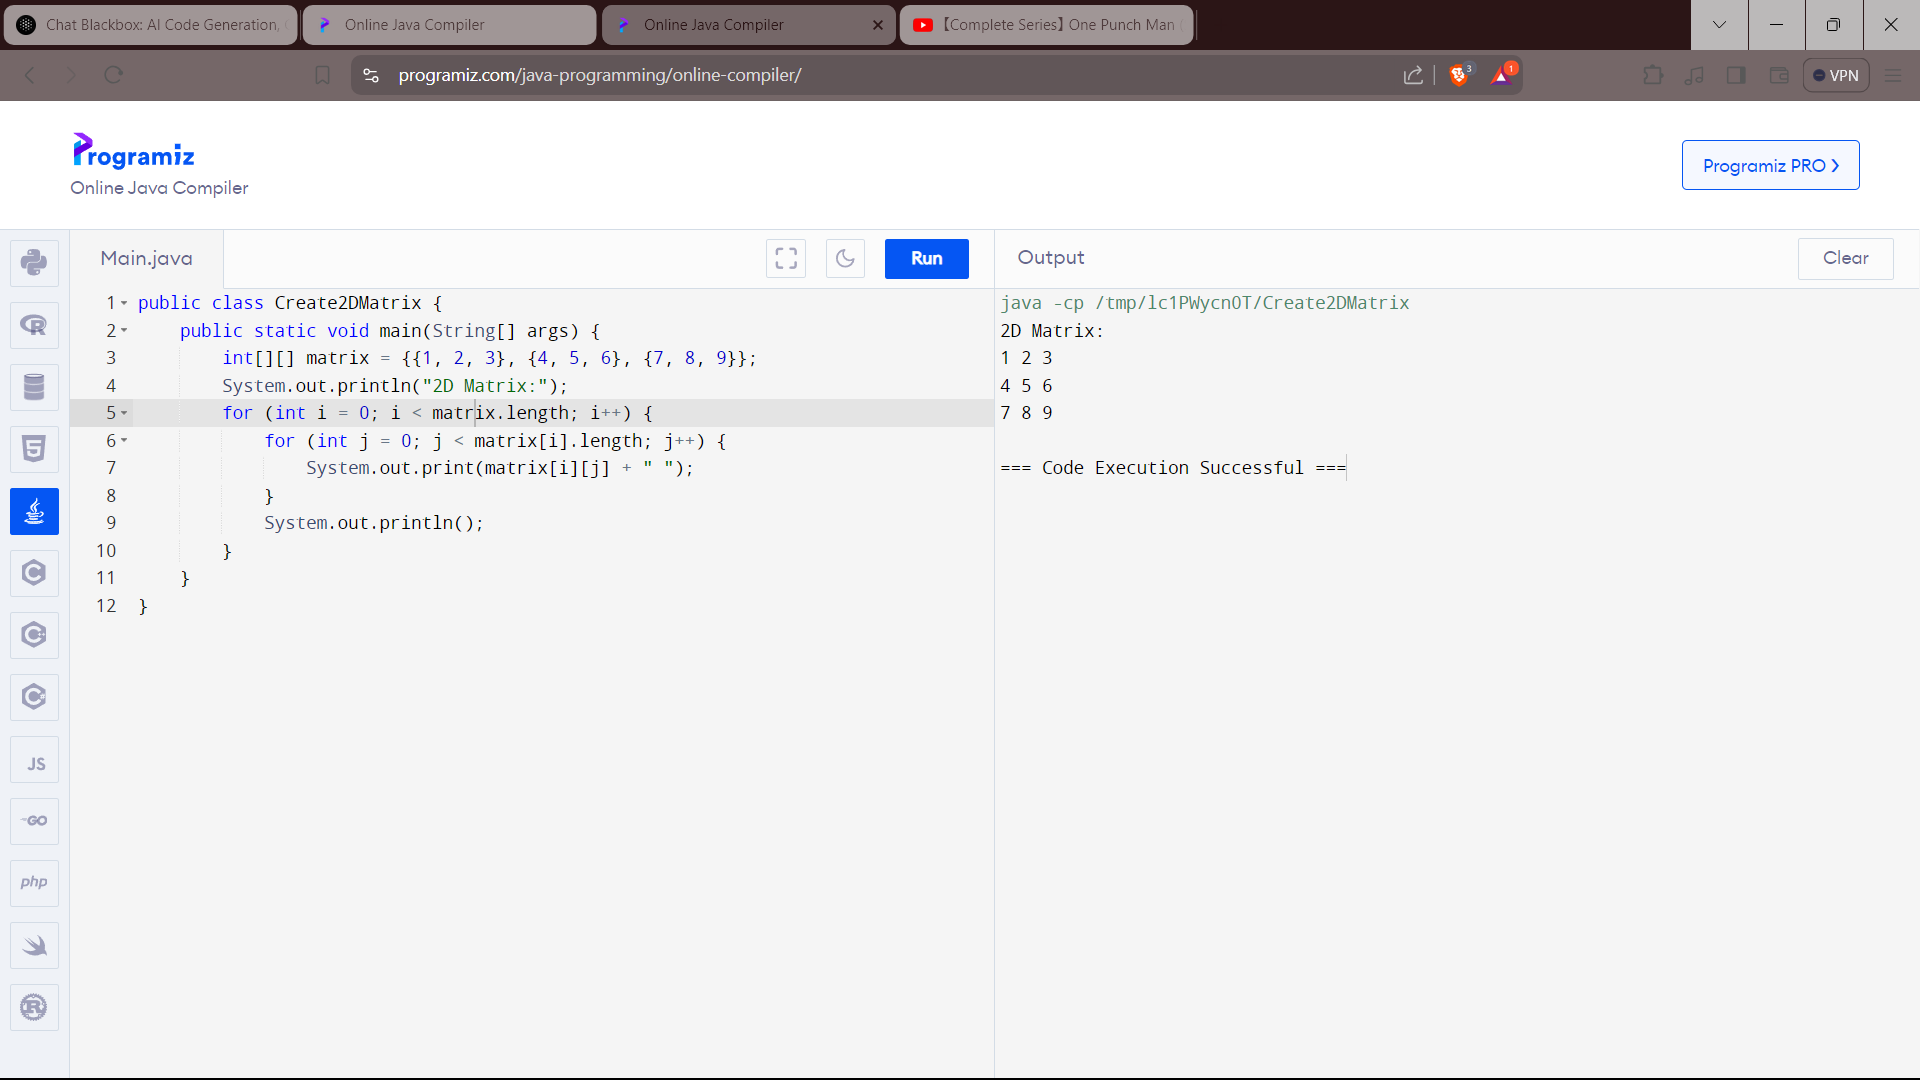 Chat Blackbox: AI Code Generation,
Online Java Compiler
Online Java Compiler
【Complete Series】One Punch Man
programiz.com/java-programming/online-compiler/
3
1
VPN
Programiz
Online Java Compiler
Programiz PRO
Main.java
Run
Output
Clear
1 public class Create2DMatrix {
2     public static void main(String[] args) {
3         int[][] matrix = {{1, 2, 3}, {4, 5, 6}, {7, 8, 9}};
4         System.out.println("2D Matrix:");
5         for (int i = 0; i < matrix.length; i++) {
6             for (int j = 0; j < matrix[i].length; j++) {
7                 System.out.print(matrix[i][j] + " ");
8             }
9             System.out.println();
10         }
11     }
12 }
java -cp /tmp/lc1PWycnOT/Create2DMatrix
2D Matrix:
1 2 3
4 5 6
7 8 9
=== Code Execution Successful ===
R
5
C
C
C
JS
GO
php
R